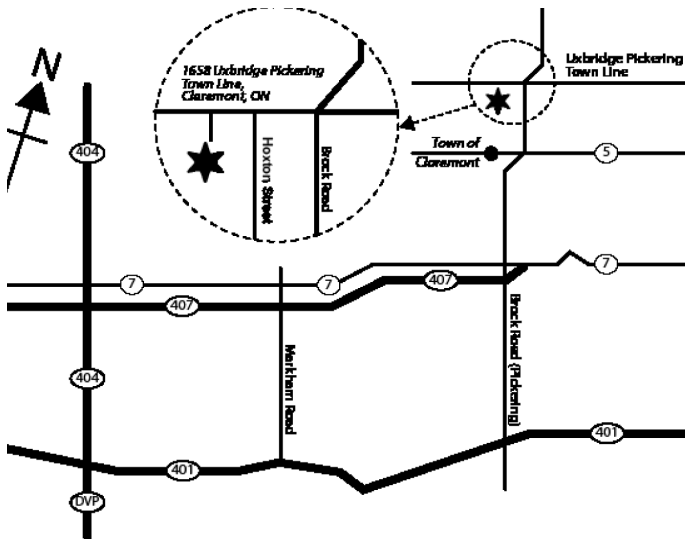 N
1658 Uxbridge Pickering
Town Line,
Claremont, ON
Hoxton Street
Brock Road
Uxbridge Pickering
Town Line
404
Town of
Claremont
5
7
7
7
407
407
Markham Road
Brock Road (Pickering)
404
401
401
DVP